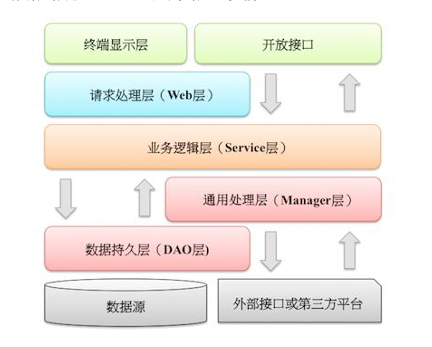 终端显示层
开放接口
请求处理层（Web层）
业务逻辑层（Service层）
通用处理层（Manager层）
数据持久层（DAO层)
数据源
外部接口或第三方平台